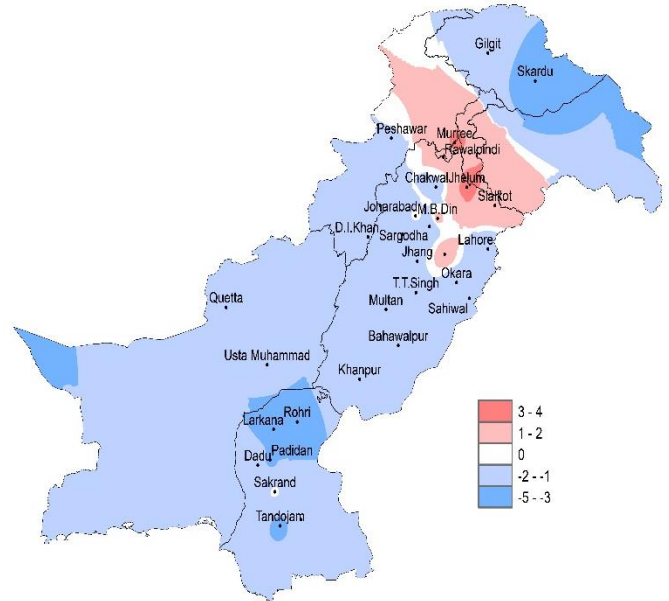 Gilgit
Skardu
Peshawar
Murree
Rawalpindi
Chakwal
Jhelum
Sialkot
Joharabad
M.B.Din
D.I.Khan
Sargodha
Lahore
Jhang
Okara
T.T.Singh
Sahiwal
Quetta
Multan
Bahawalpur
Usta Muhammad
Khanpur
Larkana
Rohri
Padidan
Dadu
Sakrand
Tandojam
3 - 4
1 - 2
0
-2 - -1
-5 - -3